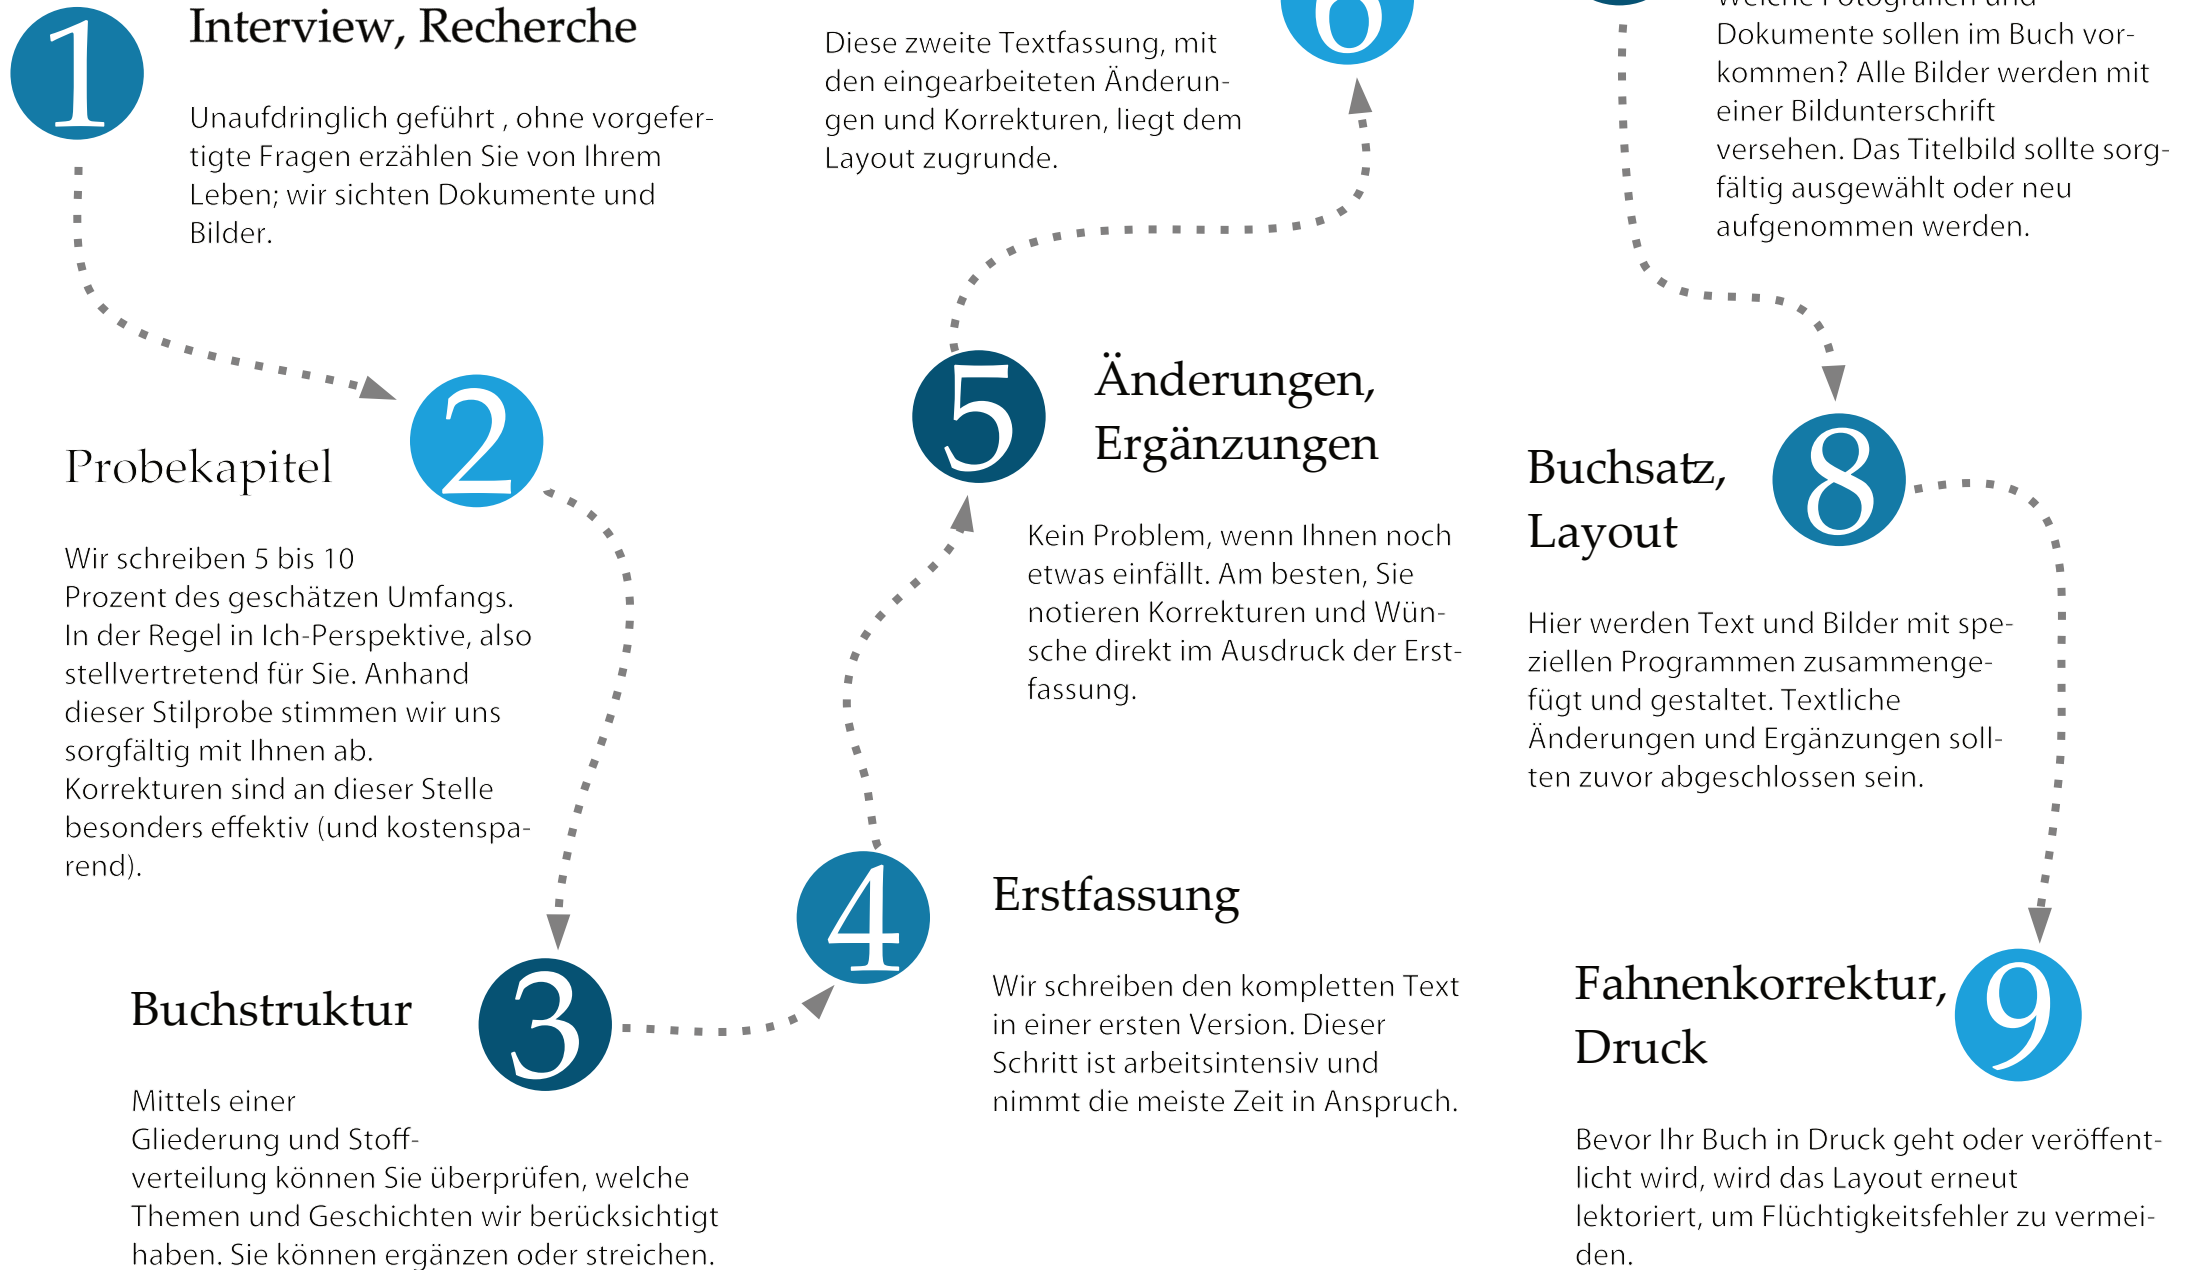 1
Interview, Recherche
Unaufdringlich geführt , ohne vorgefer-
tigte Fragen erzählen Sie von Ihrem
Leben; wir sichten Dokumente und
Bilder.
2
Probekapitel
Wir schreiben 5 bis 10
Prozent des geschätzen Umfangs.
In der Regel in Ich-Perspektive, also
stellvertretend für Sie. Anhand
dieser Stilprobe stimmen wir uns
sorgfältig mit Ihnen ab.
Korrekturen sind an dieser Stelle
besonders effektiv (und kostenspa-
rend).
3
Buchstruktur
Mittels einer
Gliederung und Stoff-
verteilung können Sie überprüfen, welche
Themen und Geschichten wir berücksichtigt
haben. Sie können ergänzen oder streichen.
4
Erstfassung
Wir schreiben den kompletten Text
in einer ersten Version. Dieser
Schritt ist arbeitsintensiv und
nimmt die meiste Zeit in Anspruch.
5
Änderungen,
Ergänzungen
Kein Problem, wenn Ihnen noch
etwas einfällt. Am besten, Sie
notieren Korrekturen und Wün-
sche direkt im Ausdruck der Erst-
fassung.
6
Diese zweite Textfassung, mit
den eingearbeiteten Änderun-
gen und Korrekturen, liegt dem
Layout zugrunde.
Welche Fotografien und
Dokumente sollen im Buch vor-
kommen? Alle Bilder werden mit
einer Bildunterschrift
versehen. Das Titelbild sollte sorg-
fältig ausgewählt oder neu
aufgenommen werden.
8
Buchsatz,
Layout
Hier werden Text und Bilder mit spe-
ziellen Programmen zusammenge-
fügt und gestaltet. Textliche
Änderungen und Ergänzungen soll-
ten zuvor abgeschlossen sein.
9
Fahnenkorrektur,
Druck
Bevor Ihr Buch in Druck geht oder veröffent-
licht wird, wird das Layout erneut
lektoriert, um Flüchtigkeitsfehler zu vermei-
den.